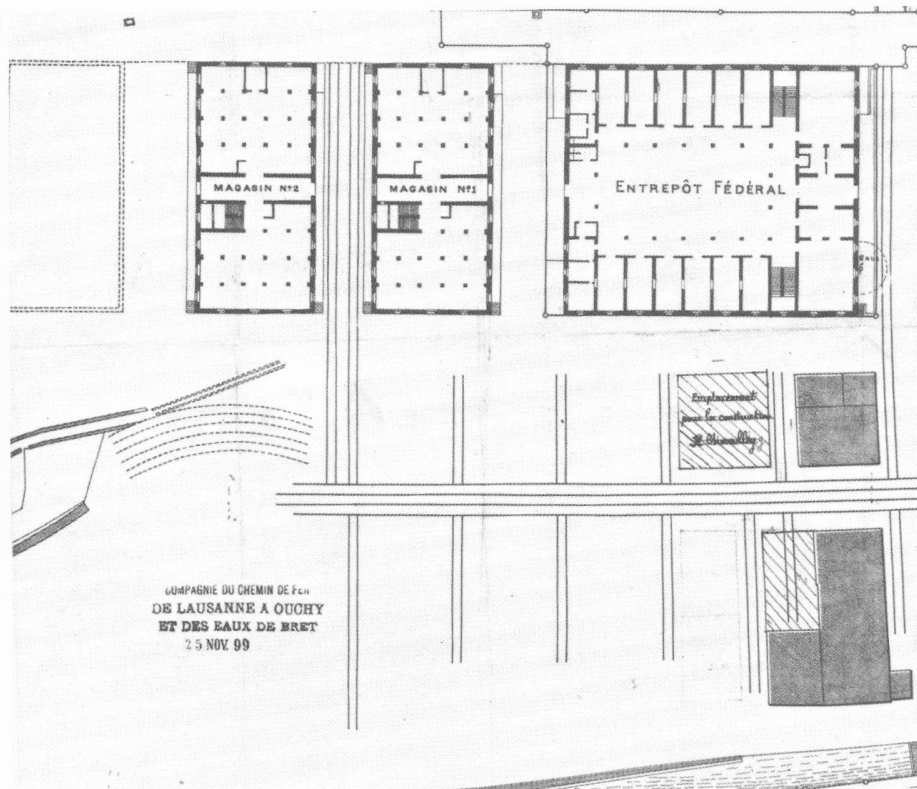 MAGASIN No2
MAGASIN No1
ENTREPÔT FÉDÉRAL
Emplacement
pour la construction
COMPAGNIE DU CHEMIN DE FER
DE LAUSANNE A OUCHY
ET DES EAUX DE BRET
25 NOV. 99